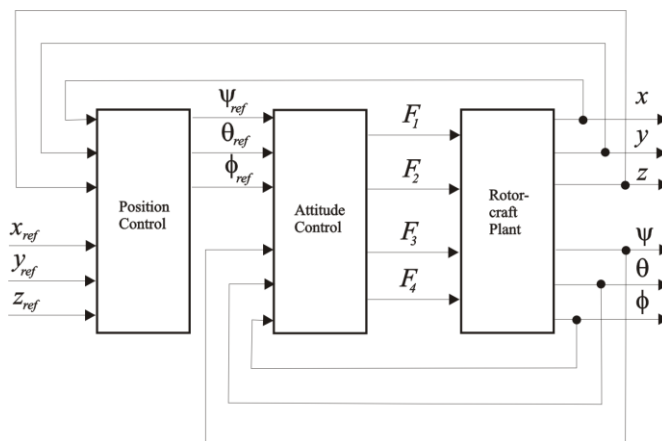 ψref
θref
ϕref
F1
F2
F3
F4
x
y
z
ψ
θ
ϕ
xref
yref
zref
Position
Control
Attitude
Control
Rotor-
craft
Plant